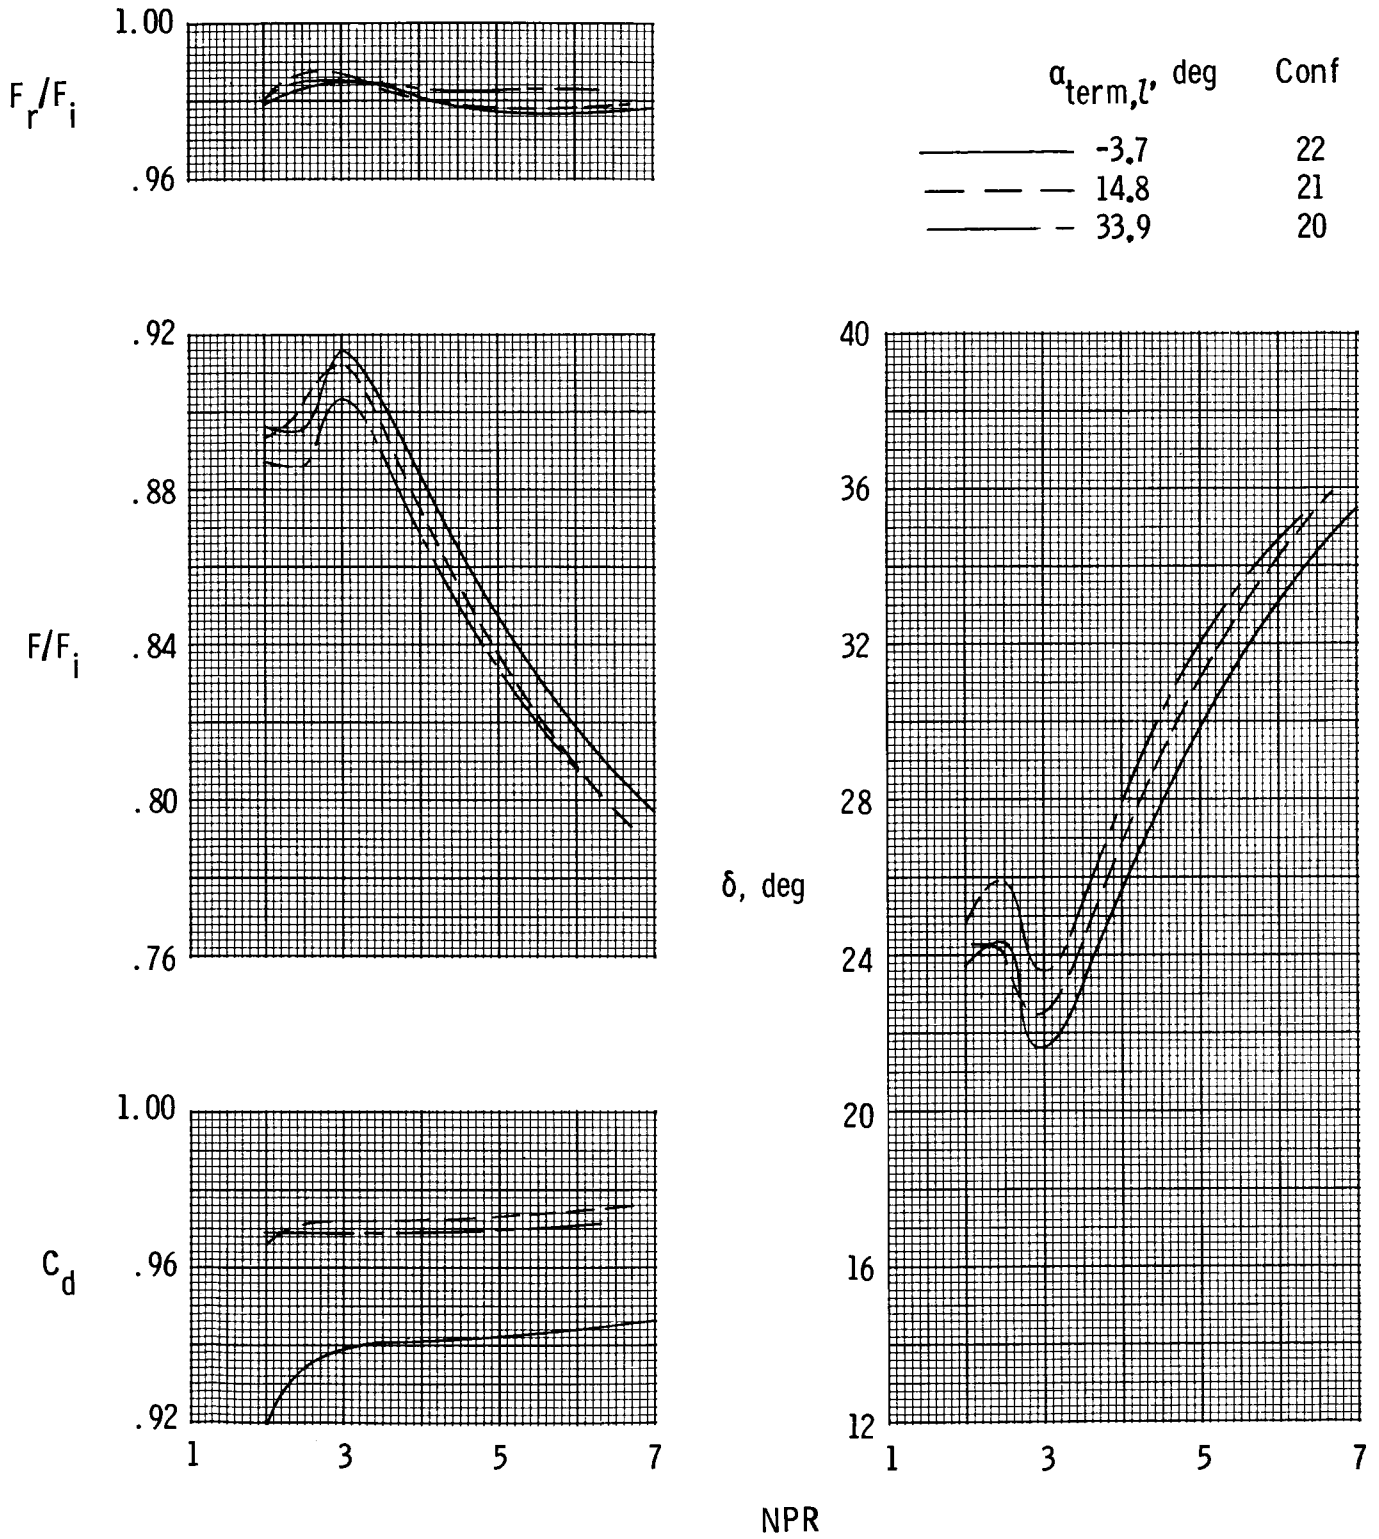 1.00
F_r/F_i
.96
α_term,l, deg Conf
-3.7 22
14.8 21
33.9 20
.92
.88
F/F_i
.84
.80
.76
1.00
C_d
.96
.92
1 3 5 7
40
36
32
28
δ, deg
24
20
16
12
1 3 5 7
NPR